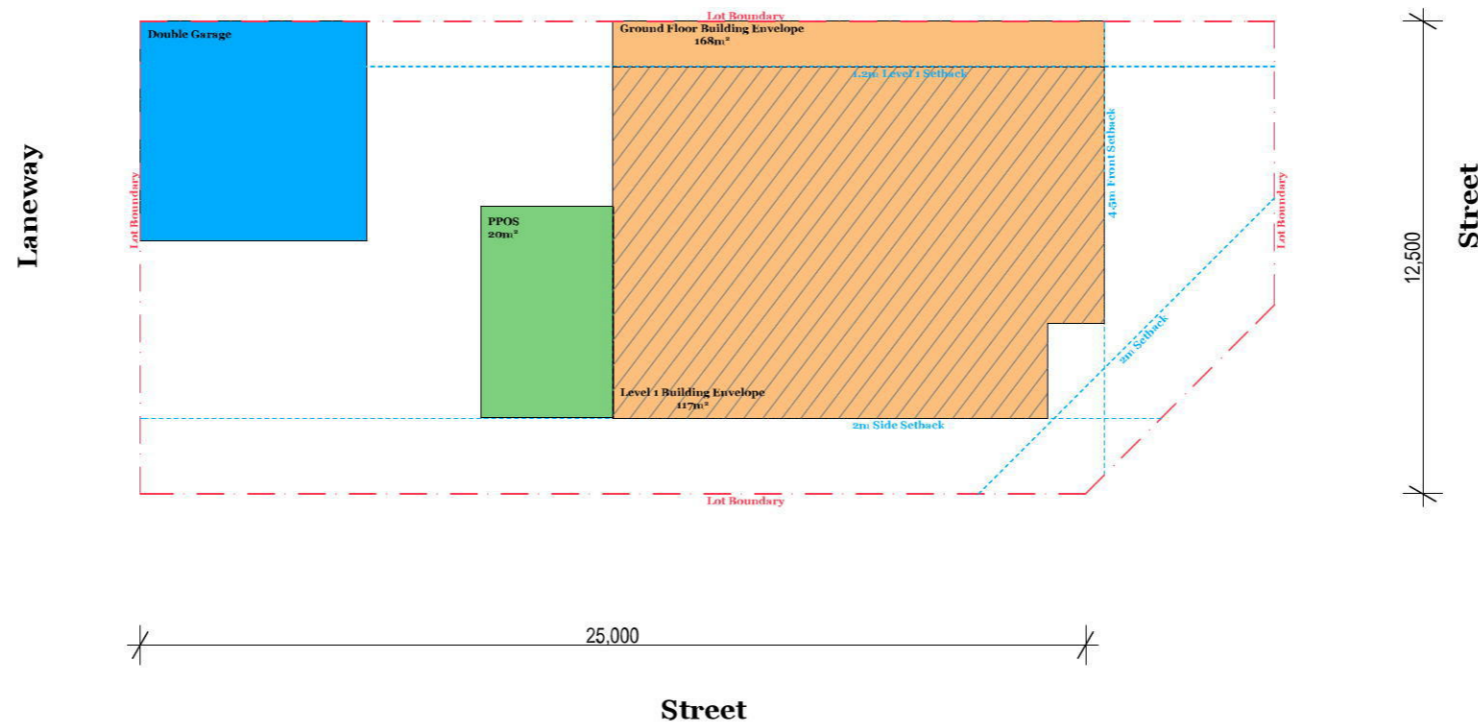 Lot Boundary
Double Garage
Ground Floor Building Envelope
168m²
1.2m Level 1 Setback
Laneway
Lot Boundary
4.5m Front Setback
Lot Boundary
Street
12,500
PPOS
20m²
2m Setback
Level 1 Building Envelope
117m²
2m Side Setback
Lot Boundary
25,000
Street